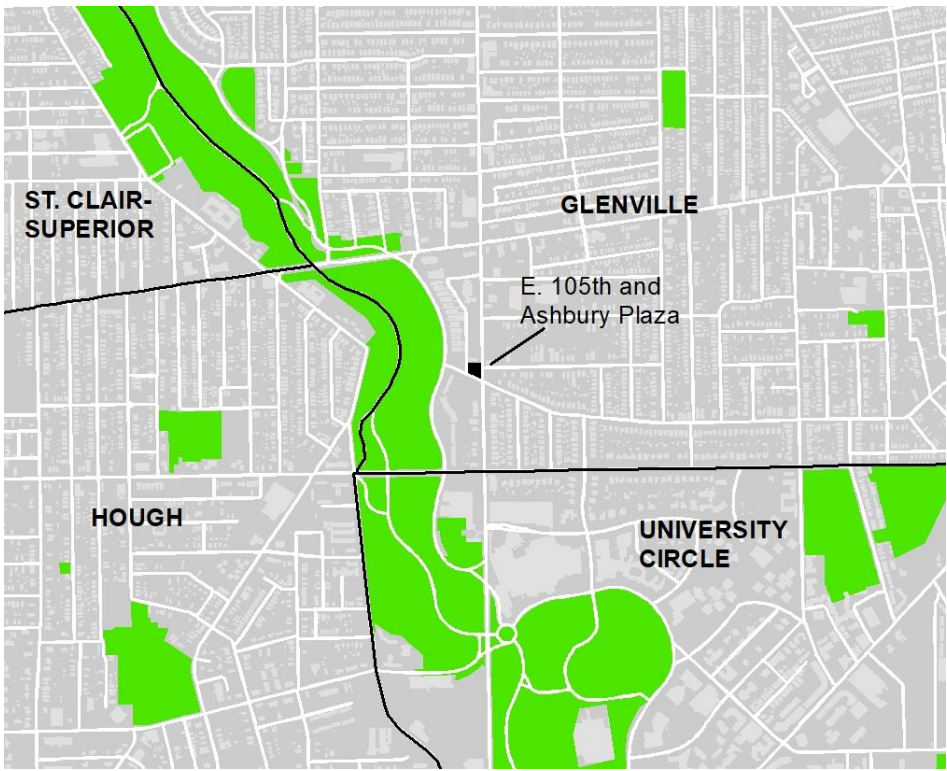 ST. CLAIR-
SUPERIOR
GLENVILLE
E. 105th and
Ashbury Plaza
HOUGH
UNIVERSITY
CIRCLE